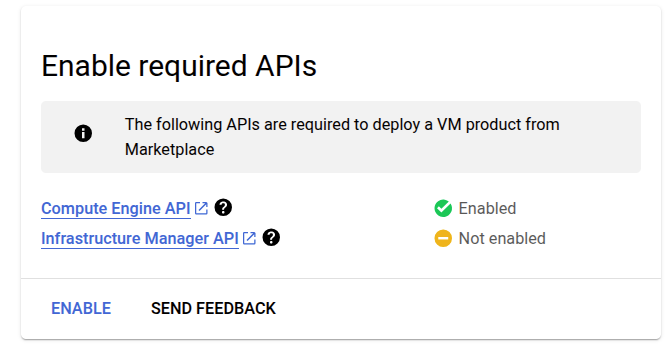 Enable required APIs
The following APIs are required to deploy a VM product from
Marketplace
Compute Engine API Enabled
Infrastructure Manager API Not enabled
ENABLE SEND FEEDBACK